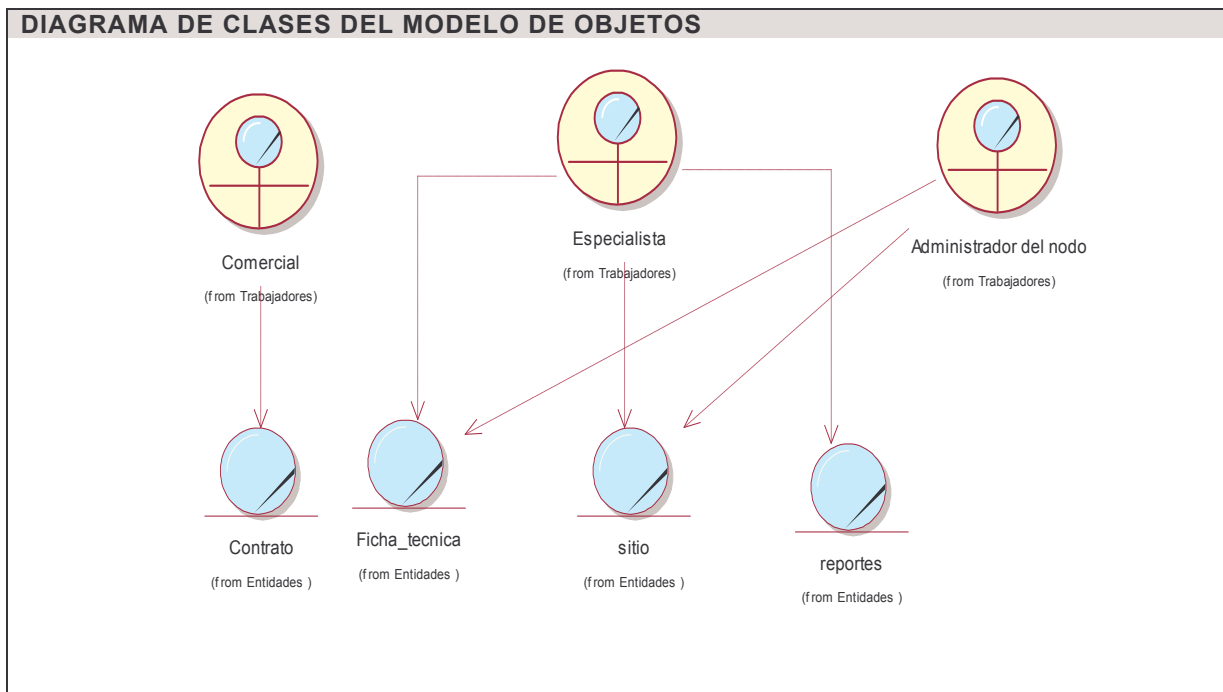 DIAGRAMA DE CLASES DEL MODELO DE OBJETOS
Comercial
(from Trabajadores)
Especialista
(from Trabajadores)
Administrador del nodo
(from Trabajadores)
Contrato
(from Entidades )
Ficha_tecnica
(from Entidades )
sitio
(from Entidades )
reportes
(from Entidades )